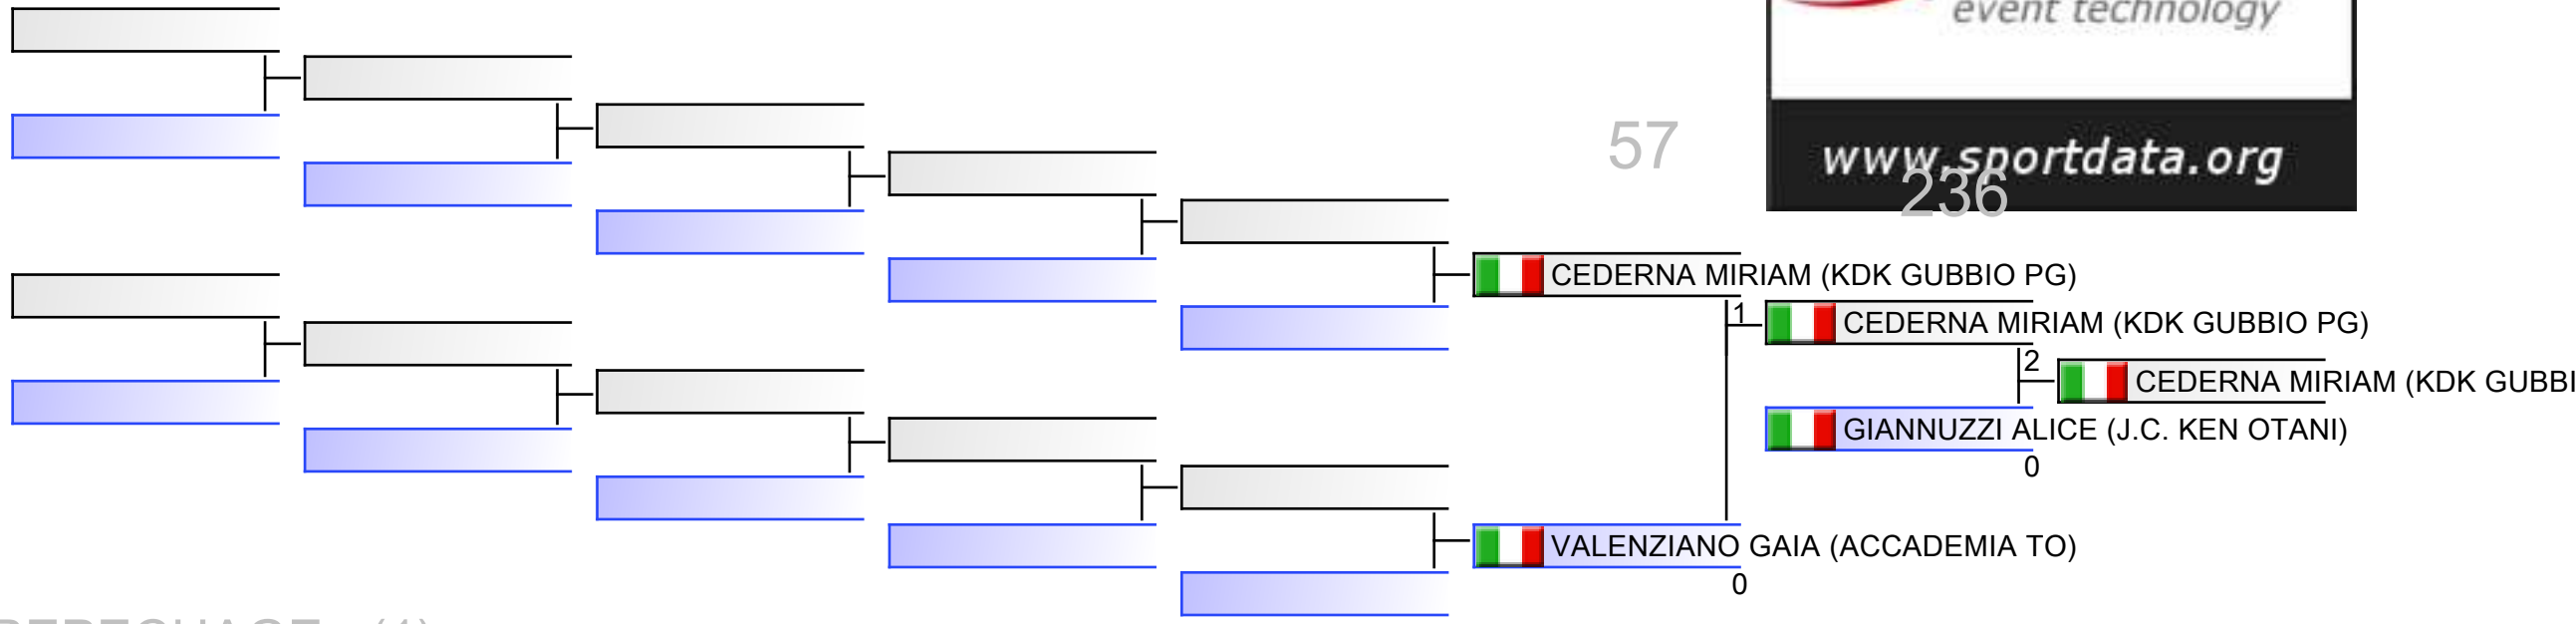 event technology
57
www.sportdata.org
236
CEDERNA MIRIAM (KDK GUBBIO PG)
1
CEDERNA MIRIAM (KDK GUBBIO PG)
2
CEDERNA MIRIAM (KDK GUBBI
GIANNUZZI ALICE (J.C. KEN OTANI)
0
VALENZIANO GAIA (ACCADEMIA TO)
0